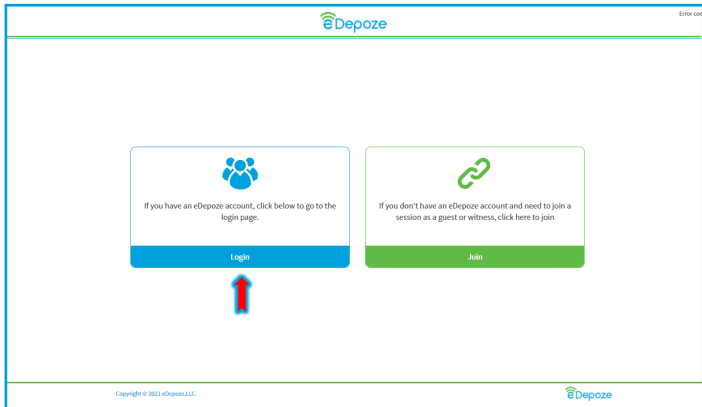 eDepoze
Error cod
If you have an eDepoze account, click below to go to the
login page.
Login
If you don't have an eDepoze account and need to join a
session as a guest or witness, click here to join
Join
Copyright © 2021 eDepoze,LLC.
eDepoze